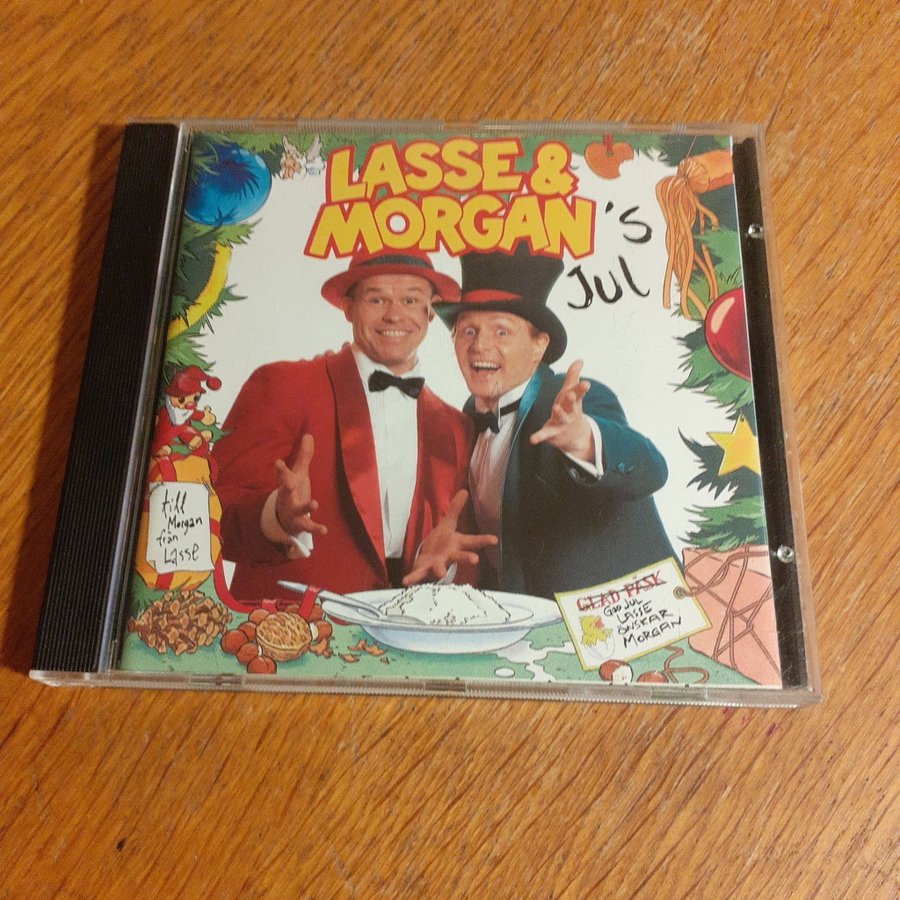 LASSE &
MORGAN'S
JUL
till
Morgan
från
Lasse
GLAD PÅSK
GOD JUL
LASSE
ÖNSKAR
MORGAN